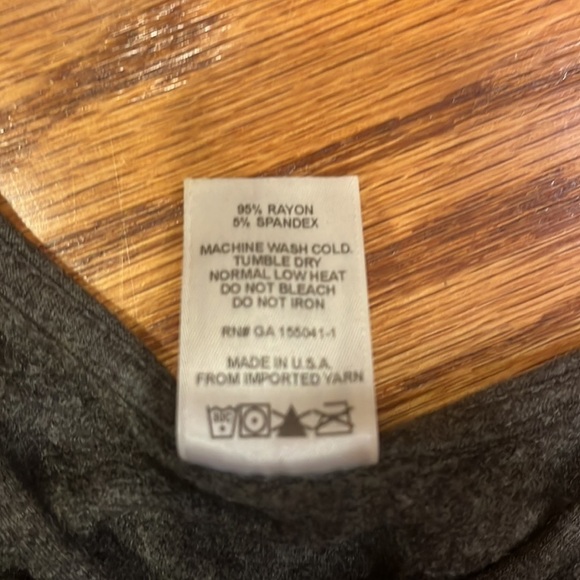 95% RAYON
5% SPANDEX
MACHINE WASH COLD.
TUMBLE DRY
NORMAL LOW HEAT
DO NOT BLEACH
DO NOT IRON
RN# GA 155041-1
MADE IN U.S.A.
FROM IMPORTED YARN